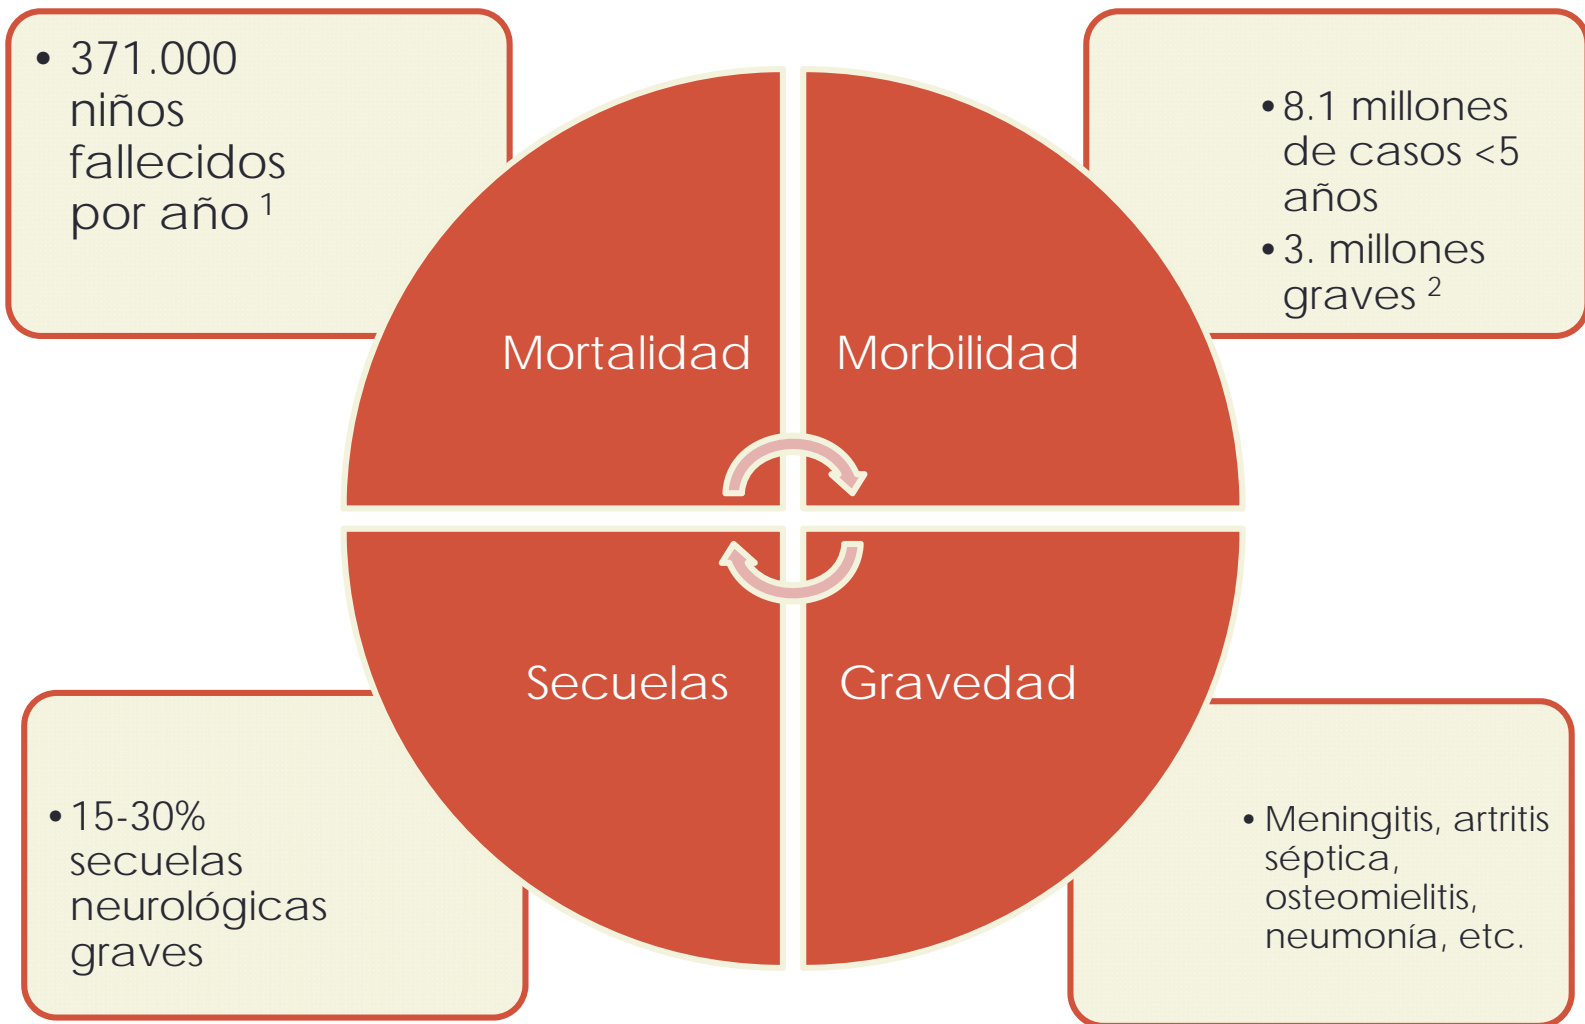 • 371.000
niños
fallecidos
por año ¹
• 8.1 millones
de casos <5
años
• 3. millones
graves ²
Mortalidad
Morbilidad
Secuelas
Gravedad
• 15-30%
secuelas
neurológicas
graves
• Meningitis, artritis
séptica,
osteomielitis,
neumonía, etc.